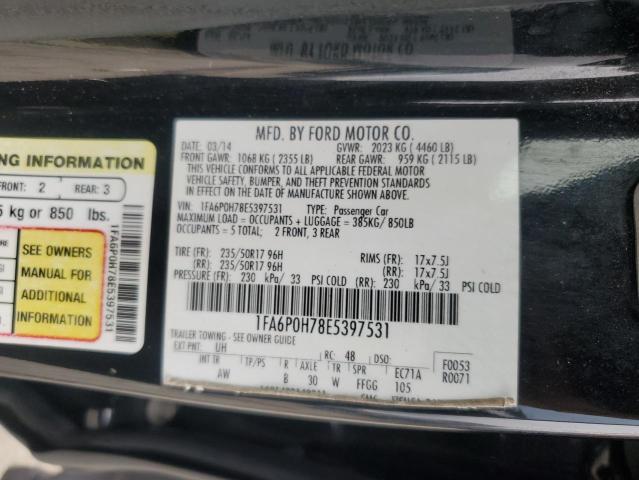 MFD. BY FORD MOTOR CO.
DATE: 03/14 GVWR: 2023 KG ( 4460 LB)
FRONT GAWR: 1068 KG ( 2355 LB) REAR GAWR: 959 KG ( 2115 LB)
THIS VEHICLE CONFORMS TO ALL APPLICABLE FEDERAL MOTOR
VEHICLE SAFETY, BUMPER, AND THEFT PREVENTION STANDARDS IN
EFFECT ON THE DATE OF MANUFACTURE SHOWN ABOVE.
VIN: 1FA6P0H78E5397531 TYPE: Passenger Car
MAXIMUM LOAD = OCCUPANTS + LUGGAGE = 385KG/ 850LB
OCCUPANTS = 5 TOTAL; 2 FRONT, 3 REAR
TIRE (FR): 235/50R17 96H RIMS (FR): 17x7.5J
(RR): 235/50R17 96H (RR): 17x7.5J
PRESSURE (FR): 230 kPa/ 33 PSI COLD (RR): 230 kPa/ 33 PSI COLD
1FA6P0H78E5397531
TRAILER TOWING - SEE OWNER GUIDE
EXT PNT: UH RC: 48 DSO: F0053
INT TR TP/PS R AXLE TR SPR EC71A R0071
AW B 30 W FFGG 105
NG INFORMATION
FRONT: 2 REAR: 3
5 kg or 850 lbs.
SEE OWNERS
MANUAL FOR
ADDITIONAL
INFORMATION
1FA6P0H78E5397531
MFD. BY FORD MOTOR CO.